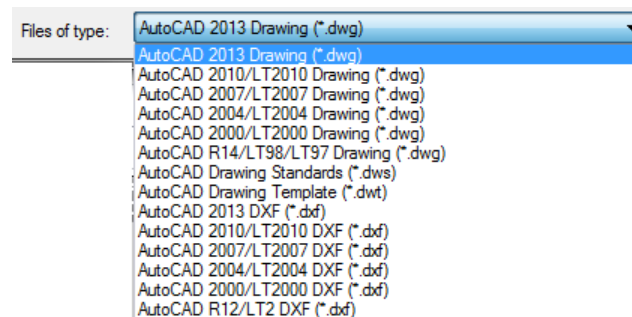 Files of type: AutoCAD 2013 Drawing (*.dwg)
AutoCAD 2013 Drawing (*.dwg)
AutoCAD 2010/LT2010 Drawing (*.dwg)
AutoCAD 2007/LT2007 Drawing (*.dwg)
AutoCAD 2004/LT2004 Drawing (*.dwg)
AutoCAD 2000/LT2000 Drawing (*.dwg)
AutoCAD R14/LT98/LT97 Drawing (*.dwg)
AutoCAD Drawing Standards (*.dws)
AutoCAD Drawing Template (*.dwt)
AutoCAD 2013 DXF (*.dxf)
AutoCAD 2010/LT2010 DXF (*.dxf)
AutoCAD 2007/LT2007 DXF (*.dxf)
AutoCAD 2004/LT2004 DXF (*.dxf)
AutoCAD 2000/LT2000 DXF (*.dxf)
AutoCAD R12/LT2 DXF (*.dxf)